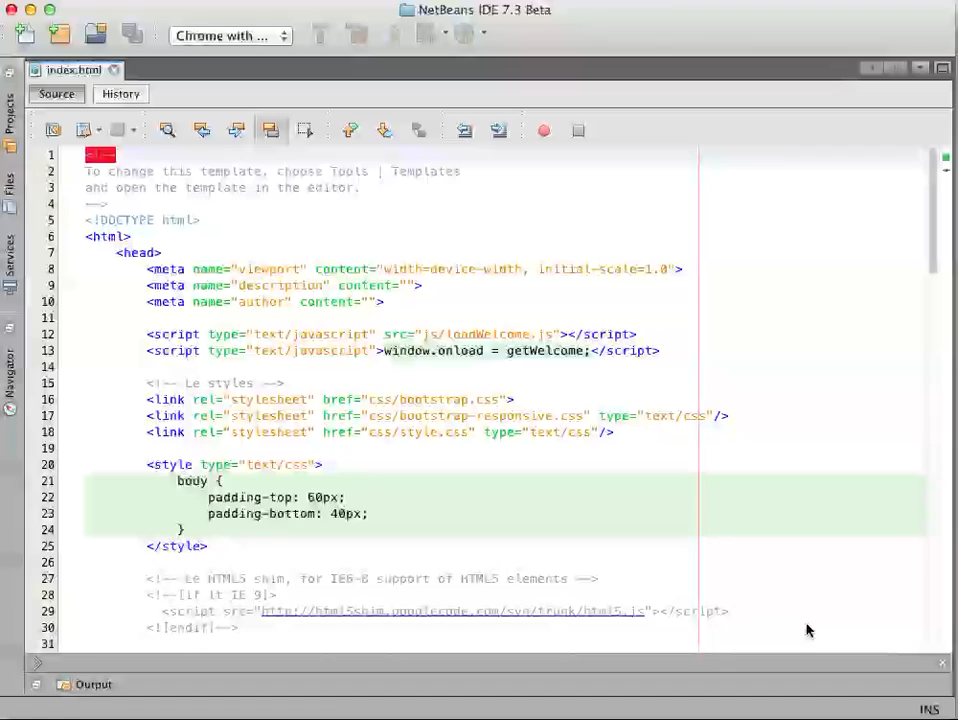 NetBeans IDE 7.3 Beta
Chrome with ...
index.html
Source History
Projects
Files
Services
Navigator
1 <!--
2 To change this template, choose Tools | Templates
3 and open the template in the editor.
4 -->
5 <!DOCTYPE html>
6 <html>
7 <head>
8 <meta name="viewport" content="width=device-width, initial-scale=1.0">
9 <meta name="description" content="">
10 <meta name="author" content="">
11
12 <script type="text/javascript" src="js/loadWelcome.js"></script>
13 <script type="text/javascript">window.onload = getWelcome;</script>
14
15 <!-- Le styles -->
16 <link rel="stylesheet" href="css/bootstrap.css">
17 <link rel="stylesheet" href="css/bootstrap-responsive.css" type="text/css"/>
18 <link rel="stylesheet" href="css/style.css" type="text/css"/>
19
20 <style type="text/css">
21 body {
22 padding-top: 60px;
23 padding-bottom: 40px;
24 }
25 </style>
26
27 <!-- Le HTML5 shim, for IE6-8 support of HTML5 elements -->
28 <!--[if lt IE 9]>
29 <script src="http://html5shim.googlecode.com/svn/trunk/html5.js"></script>
30 <![endif]-->
31
Output
INS